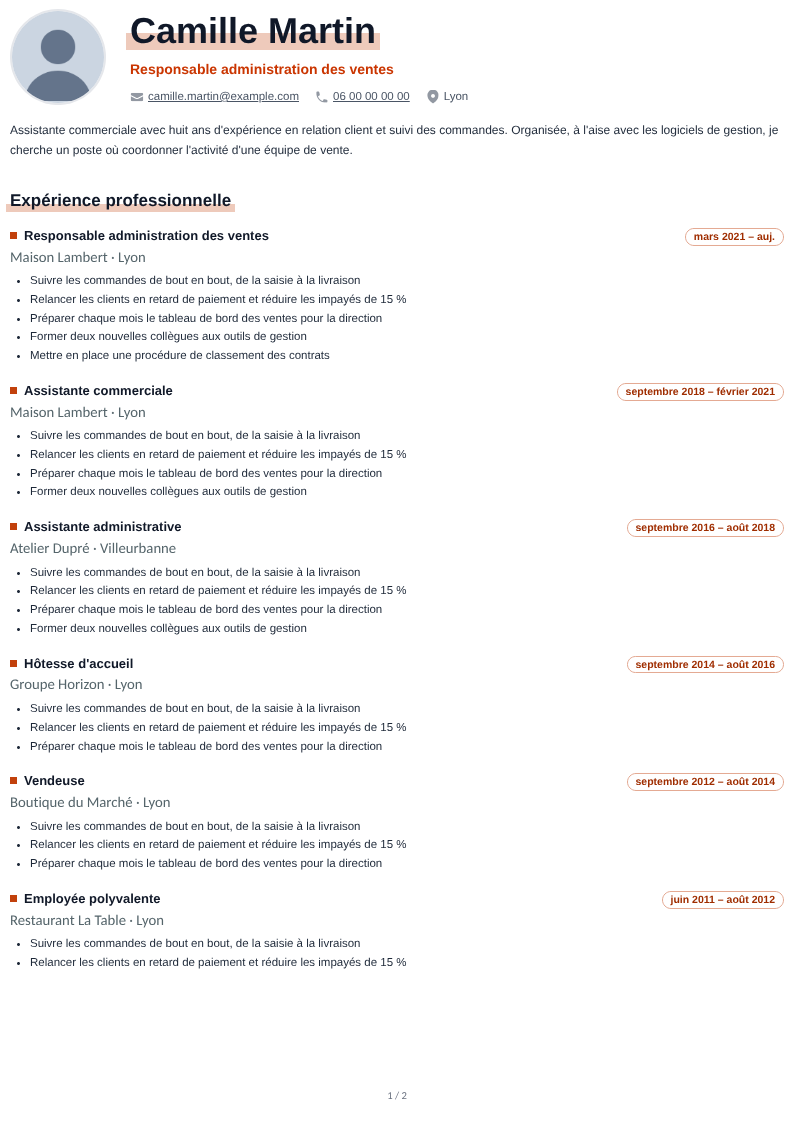 Camille Martin
Responsable administration des ventes
camille.martin@example.com 06 00 00 00 00 Lyon
Assistante commerciale avec huit ans d'expérience en relation client et suivi des commandes. Organisée, à l'aise avec les logiciels de gestion, je
cherche un poste où coordonner l'activité d'une équipe de vente.
Expérience professionnelle
Responsable administration des ventes mars 2021 – auj.
Maison Lambert · Lyon
• Suivre les commandes de bout en bout, de la saisie à la livraison
• Relancer les clients en retard de paiement et réduire les impayés de 15 %
• Préparer chaque mois le tableau de bord des ventes pour la direction
• Former deux nouvelles collègues aux outils de gestion
• Mettre en place une procédure de classement des contrats
Assistante commerciale septembre 2018 – février 2021
Maison Lambert · Lyon
• Suivre les commandes de bout en bout, de la saisie à la livraison
• Relancer les clients en retard de paiement et réduire les impayés de 15 %
• Préparer chaque mois le tableau de bord des ventes pour la direction
• Former deux nouvelles collègues aux outils de gestion
Assistante administrative septembre 2016 – août 2018
Atelier Dupré · Villeurbanne
• Suivre les commandes de bout en bout, de la saisie à la livraison
• Relancer les clients en retard de paiement et réduire les impayés de 15 %
• Préparer chaque mois le tableau de bord des ventes pour la direction
• Former deux nouvelles collègues aux outils de gestion
Hôtesse d'accueil septembre 2014 – août 2016
Groupe Horizon · Lyon
• Suivre les commandes de bout en bout, de la saisie à la livraison
• Relancer les clients en retard de paiement et réduire les impayés de 15 %
• Préparer chaque mois le tableau de bord des ventes pour la direction
Vendeuse septembre 2012 – août 2014
Boutique du Marché · Lyon
• Suivre les commandes de bout en bout, de la saisie à la livraison
• Relancer les clients en retard de paiement et réduire les impayés de 15 %
• Préparer chaque mois le tableau de bord des ventes pour la direction
Employée polyvalente juin 2011 – août 2012
Restaurant La Table · Lyon
• Suivre les commandes de bout en bout, de la saisie à la livraison
• Relancer les clients en retard de paiement et réduire les impayés de 15 %
1 / 2